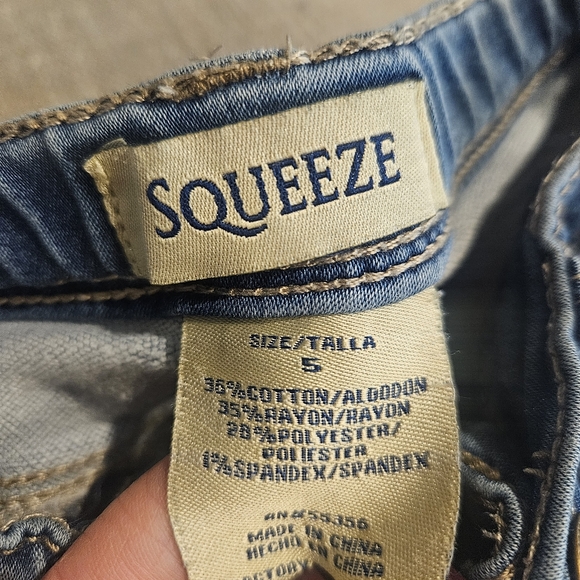 SQUEEZE
SIZE/TALLA
5
36%COTTON/ALGODON
35%RAYON/RAYON
28%POLYESTER/
POLIESTER
1%SPANDEX/SPANDEX
MADE IN CHINA
HECHO EN CHINA